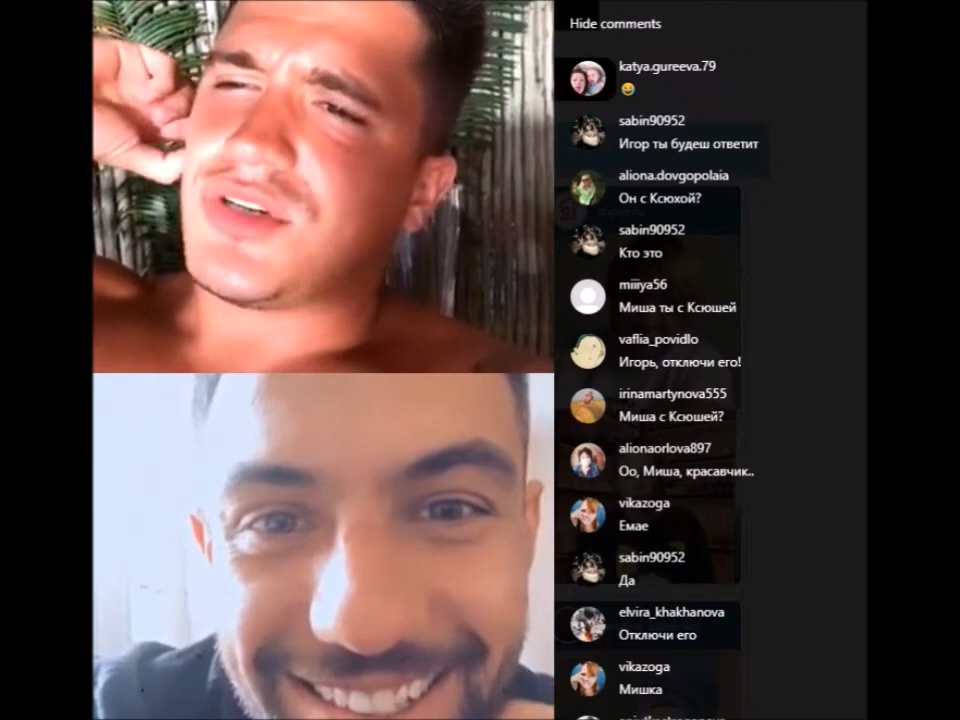 Hide comments
katya.gureeva.79
😂
sabin90952
Игор ты будеш ответит
aliona.dovgopolaia
Он с Ксюхой?
sabin90952
Кто это
miiiya56
Миша ты с Ксюшей
vaflia_povidlo
Игорь, отключи его!
irinamartynova555
Миша с Ксюшей?
alionaorlova897
Оо, Миша, красавчик..
vikazoga
Емае
sabin90952
Да
elvira_khakhanova
Отключи его
vikazoga
Мишка